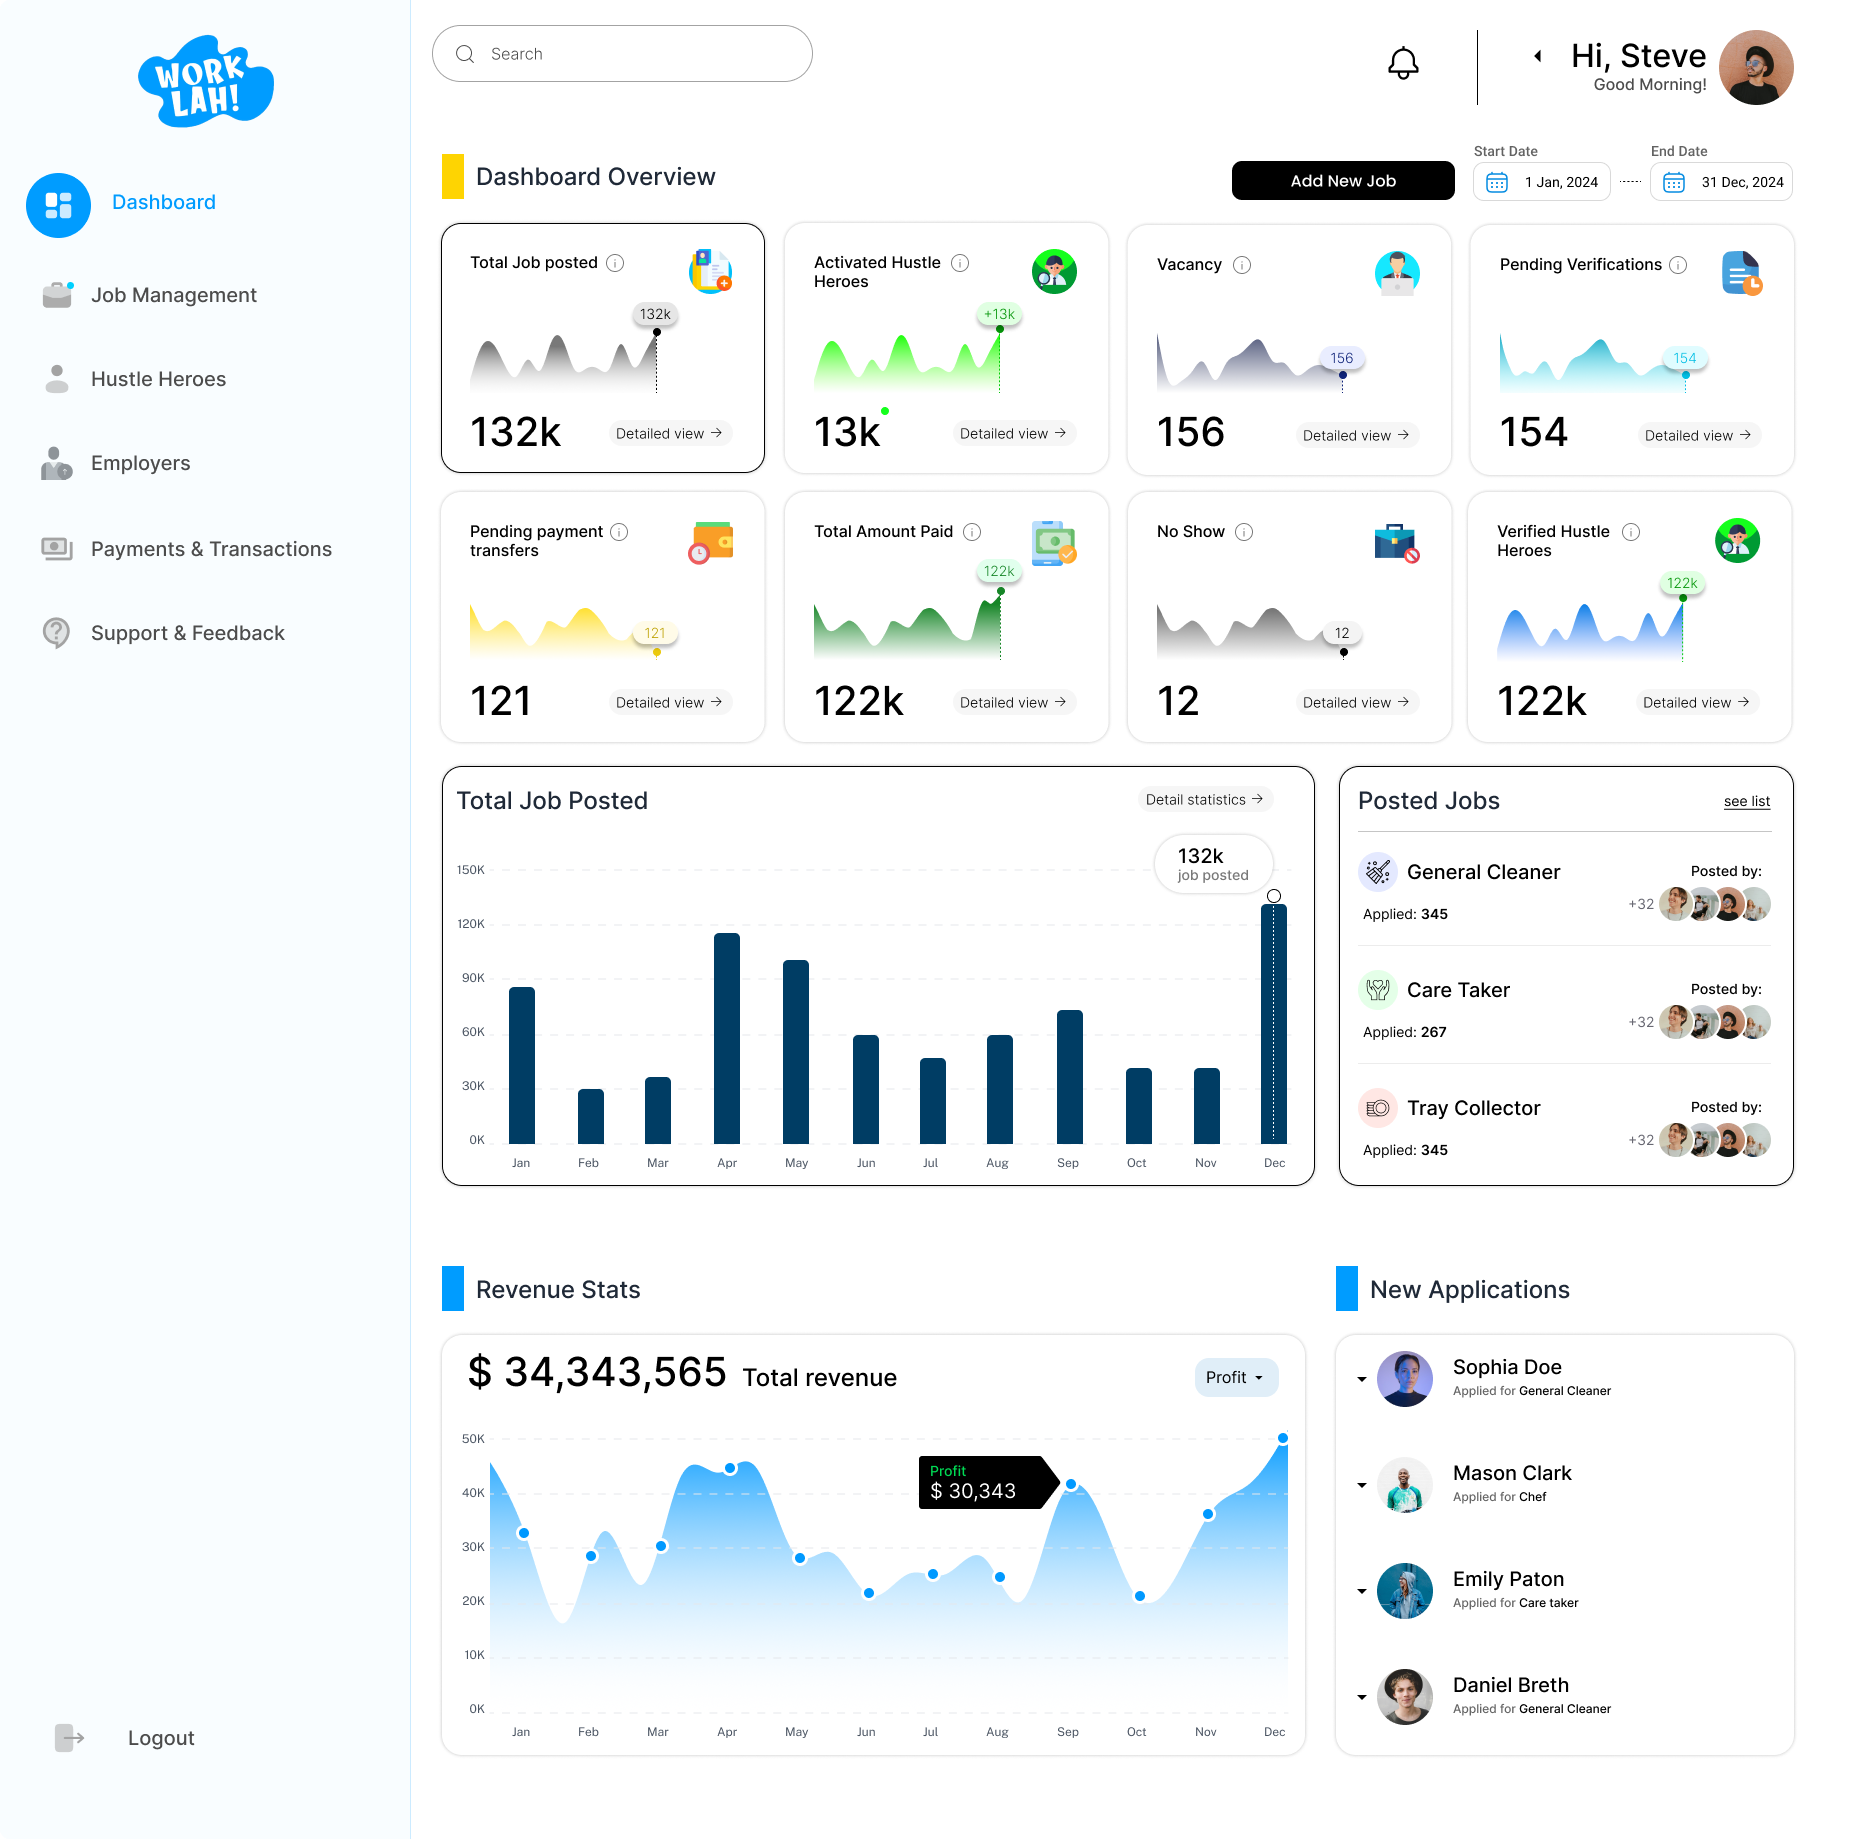 WORK
LAH!
Dashboard
Job Management
Hustle Heroes
Employers
Payments & Transactions
Support & Feedback
Logout
Search
Hi, Steve
Good Morning!
Dashboard Overview
Add New Job
Start Date
1 Jan, 2024
End Date
31 Dec, 2024
Total Job posted
132k
132k
Detailed view
Activated Hustle
Heroes
+13k
13k
Detailed view
Vacancy
156
156
Detailed view
Pending Verifications
154
154
Detailed view
Pending payment
transfers
121
121
Detailed view
Total Amount Paid
122k
122k
Detailed view
No Show
12
12
Detailed view
Verified Hustle
Heroes
122k
122k
Detailed view
Total Job Posted
Detail statistics
132k
job posted
150K
120K
90K
60K
30K
0K
Jan Feb Mar Apr May Jun Jul Aug Sep Oct Nov Dec
Posted Jobs
see list
General Cleaner
Posted by:
Applied: 345
+32
Care Taker
Posted by:
Applied: 267
+32
Tray Collector
Posted by:
Applied: 345
+32
Revenue Stats
$ 34,343,565 Total revenue
Profit
Profit
$ 30,343
50K
40K
30K
20K
10K
0K
Jan Feb Mar Apr May Jun Jul Aug Sep Oct Nov Dec
New Applications
Sophia Doe
Applied for General Cleaner
Mason Clark
Applied for Chef
Emily Paton
Applied for Care taker
Daniel Breth
Applied for General Cleaner